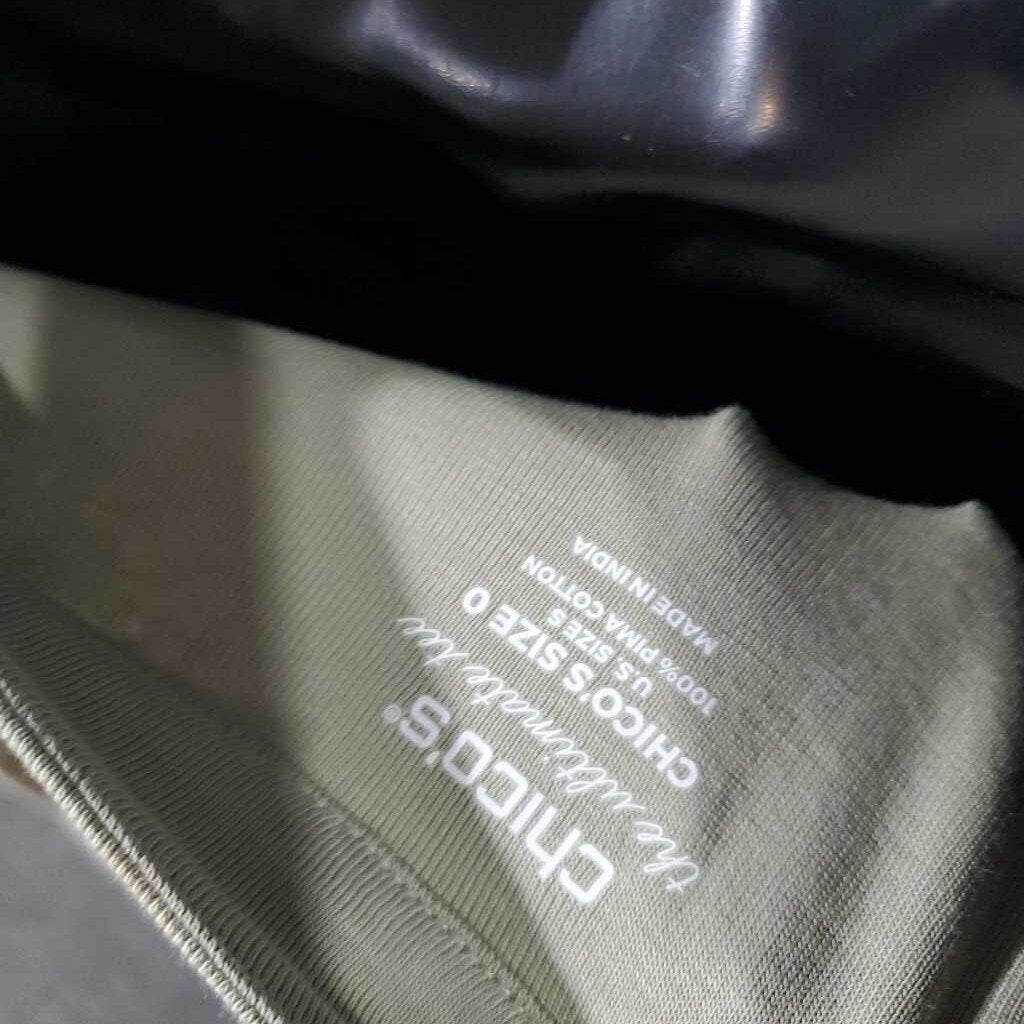 chico's®
the ultimate tee
CHICO'S SIZE 0
U.S. SIZE S
100% PIMA COTTON
MADE IN INDIA